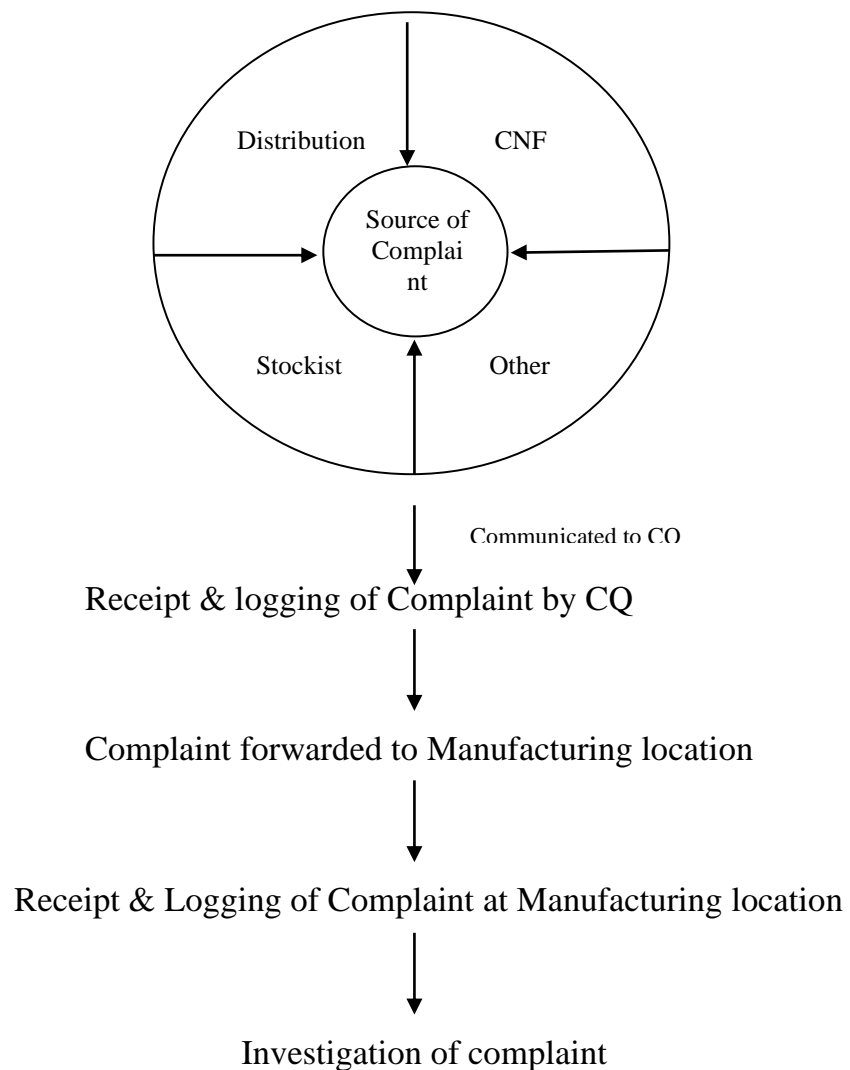 Distribution CNF
Source of
Complai
nt
Stockist Other
Communicated to CQ
Receipt & logging of Complaint by CQ
Complaint forwarded to Manufacturing location
Receipt & Logging of Complaint at Manufacturing location
Investigation of complaint